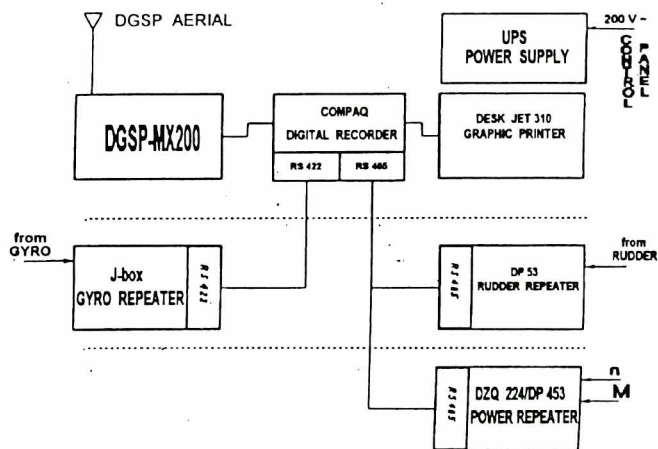 DGSP AERIAL
UPS
POWER SUPPLY
200 V-
CONTROL
PANEL
DGSP-MX200
COMPAQ
DIGITAL RECORDER
RS 422
RS 485
DESK JET 310
GRAPHIC PRINTER
from
GYRO
J-box
GYRO REPEATER
RS 422
RS 485
DP 53
RUDDER REPEATER
from
RUDDER
RS 485
DZQ 224/DP 453
POWER REPEATER
n
M